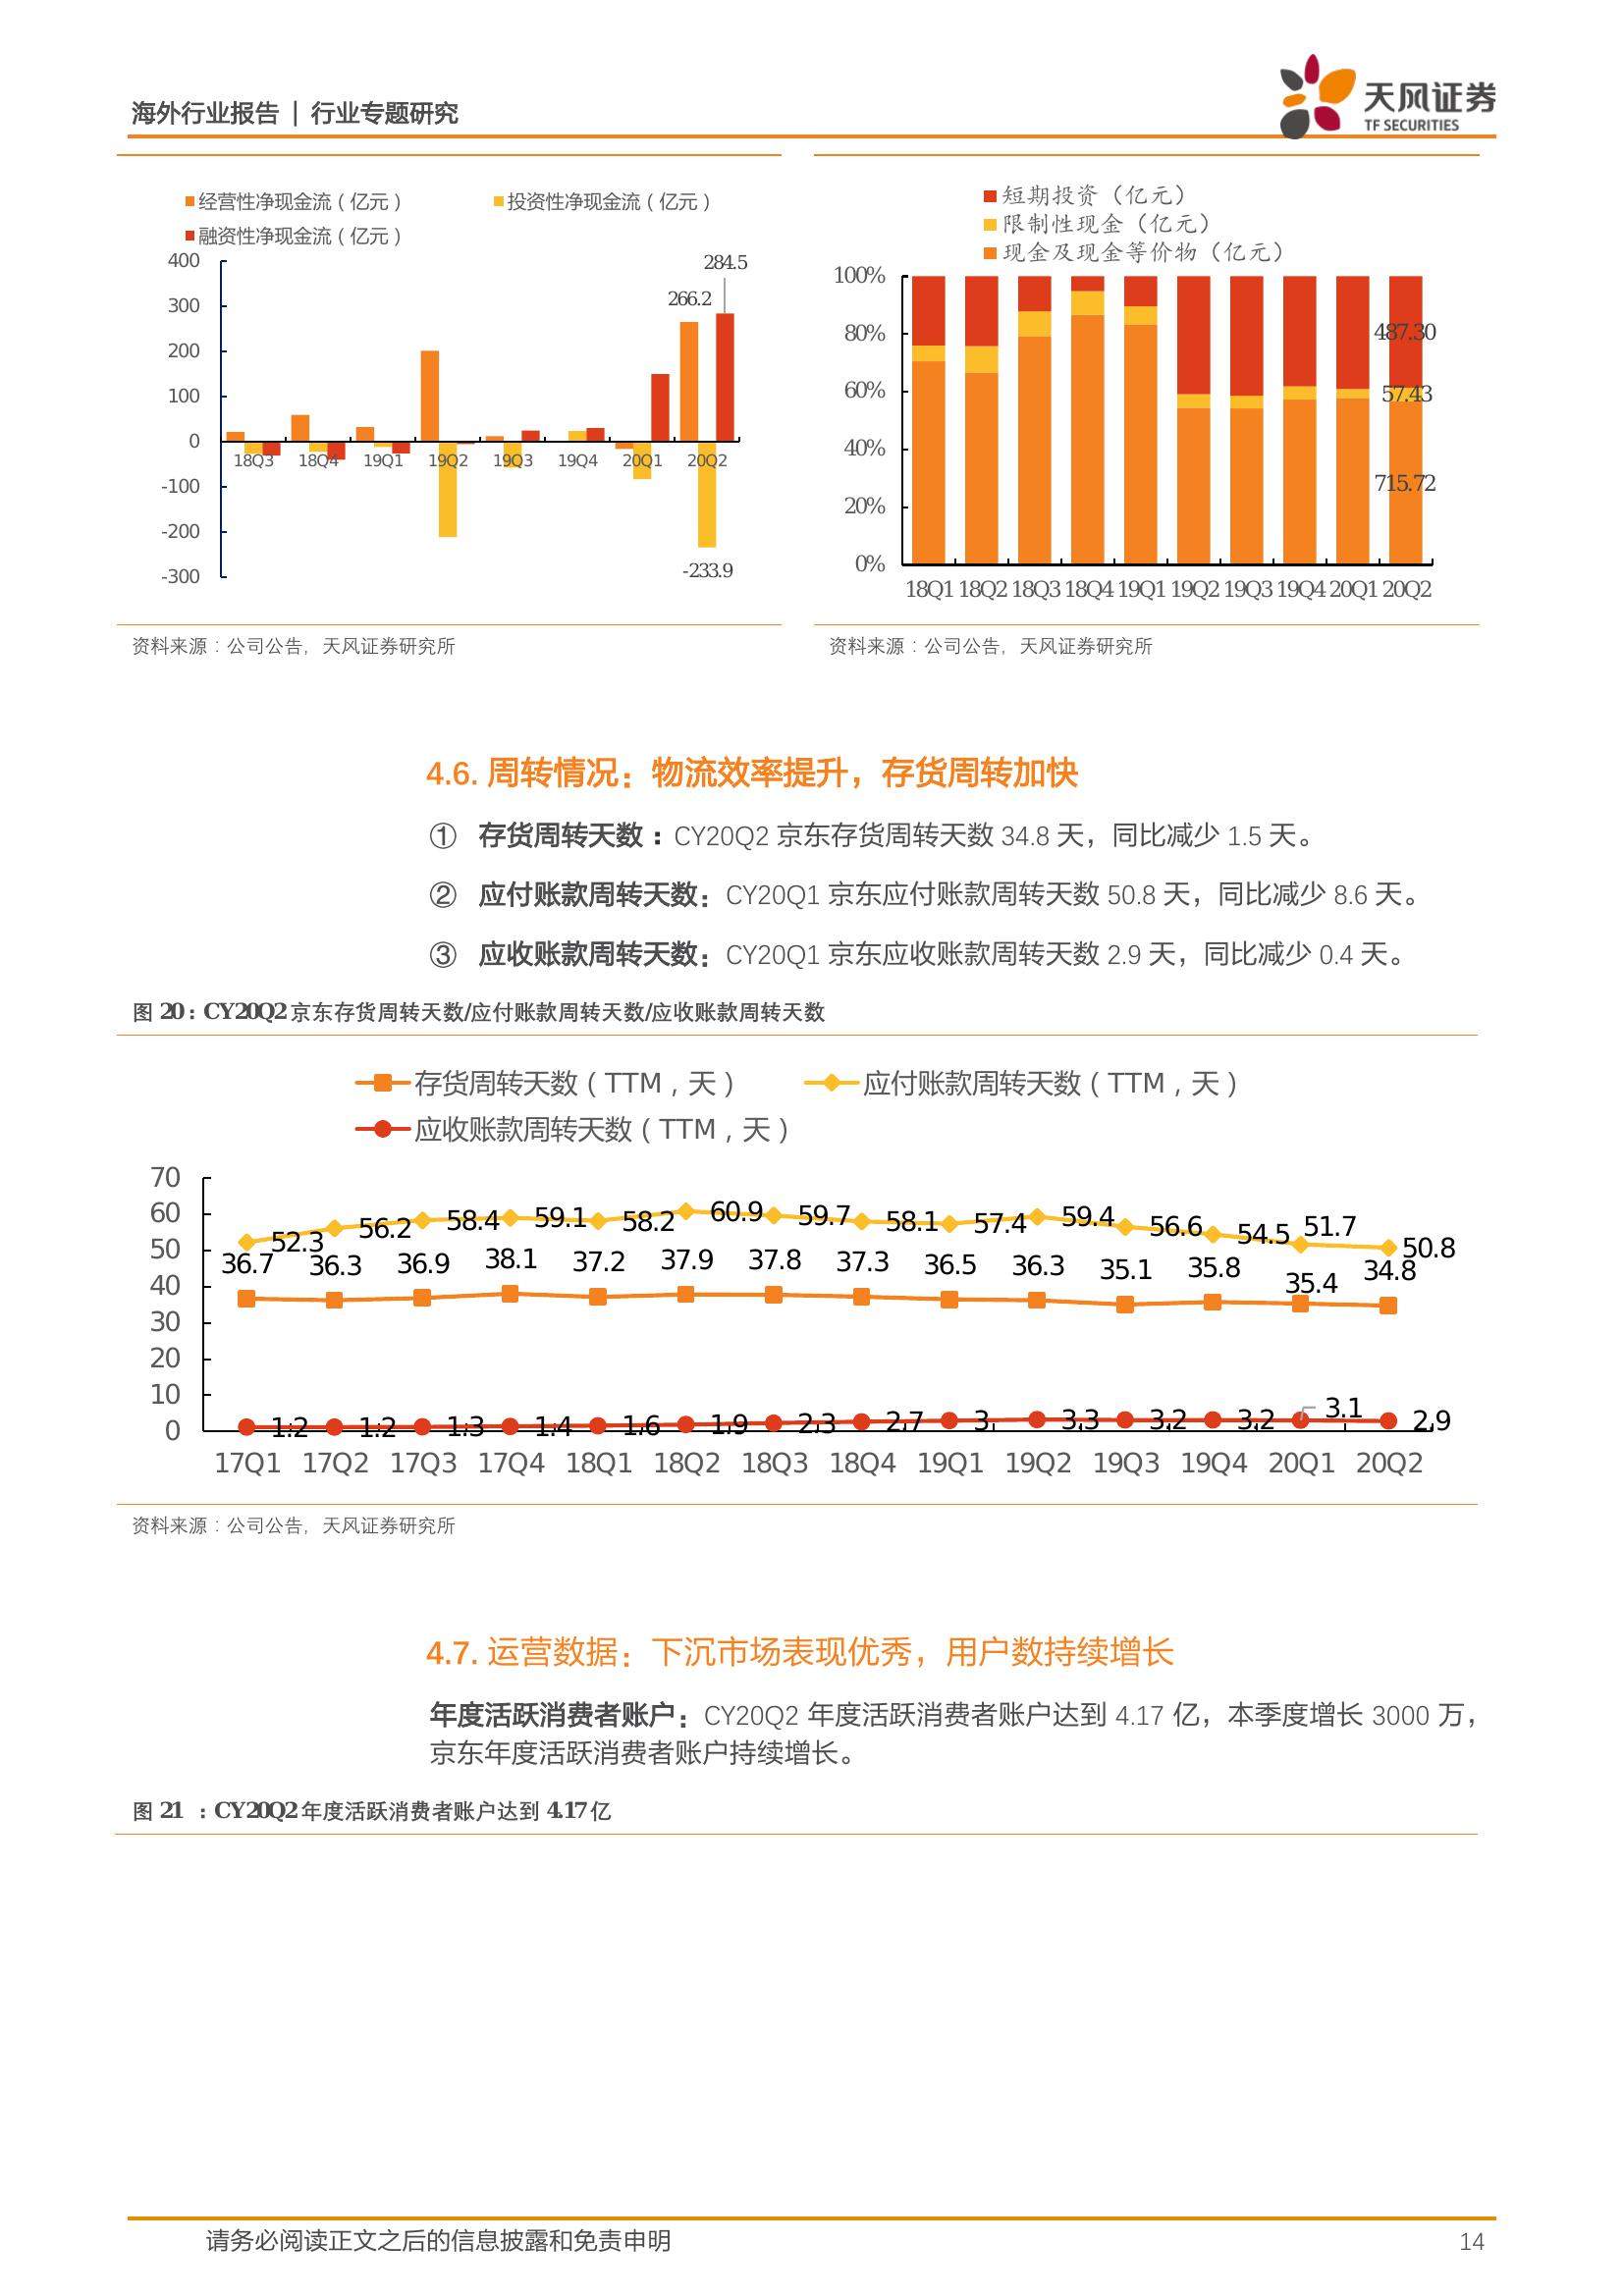 海外行业报告 | 行业专题研究
天风证券
TF SECURITIES
经营性净现金流（亿元） 投资性净现金流（亿元）
融资性净现金流（亿元）
400
300
200
100
0
-100
-200
-300
284.5
266.2
-233.9
18Q3 18Q4 19Q1 19Q2 19Q3 19Q4 20Q1 20Q2
资料来源：公司公告，天风证券研究所
短期投资（亿元）
限制性现金（亿元）
现金及现金等价物（亿元）
100%
80%
60%
40%
20%
0%
487.30
57.43
715.72
18Q1 18Q2 18Q3 18Q4 19Q1 19Q2 19Q3 19Q4 20Q1 20Q2
资料来源：公司公告，天风证券研究所
4.6. 周转情况：物流效率提升，存货周转加快
① 存货周转天数：CY20Q2 京东存货周转天数 34.8 天，同比减少 1.5 天。
② 应付账款周转天数：CY20Q1 京东应付账款周转天数 50.8 天，同比减少 8.6 天。
③ 应收账款周转天数：CY20Q1 京东应收账款周转天数 2.9 天，同比减少 0.4 天。
图 20：CY20Q2 京东存货周转天数/应付账款周转天数/应收账款周转天数
存货周转天数（TTM，天） 应付账款周转天数（TTM，天）
应收账款周转天数（TTM，天）
70
60
50
40
30
20
10
0
52.3 56.2 58.4 59.1 58.2 60.9 59.7 58.1 57.4 59.4 56.6 54.5 51.7 50.8
36.7 36.3 36.9 38.1 37.2 37.9 37.8 37.3 36.5 36.3 35.1 35.8 35.4 34.8
1.2 1.2 1.3 1.4 1.6 1.9 2.3 2.7 3 3.3 3.2 3.2 3.1 2.9
17Q1 17Q2 17Q3 17Q4 18Q1 18Q2 18Q3 18Q4 19Q1 19Q2 19Q3 19Q4 20Q1 20Q2
资料来源：公司公告，天风证券研究所
4.7. 运营数据：下沉市场表现优秀，用户数持续增长
年度活跃消费者账户：CY20Q2 年度活跃消费者账户达到 4.17 亿，本季度增长 3000 万，
京东年度活跃消费者账户持续增长。
图 21 ：CY20Q2 年度活跃消费者账户达到 4.17 亿
请务必阅读正文之后的信息披露和免责申明 14